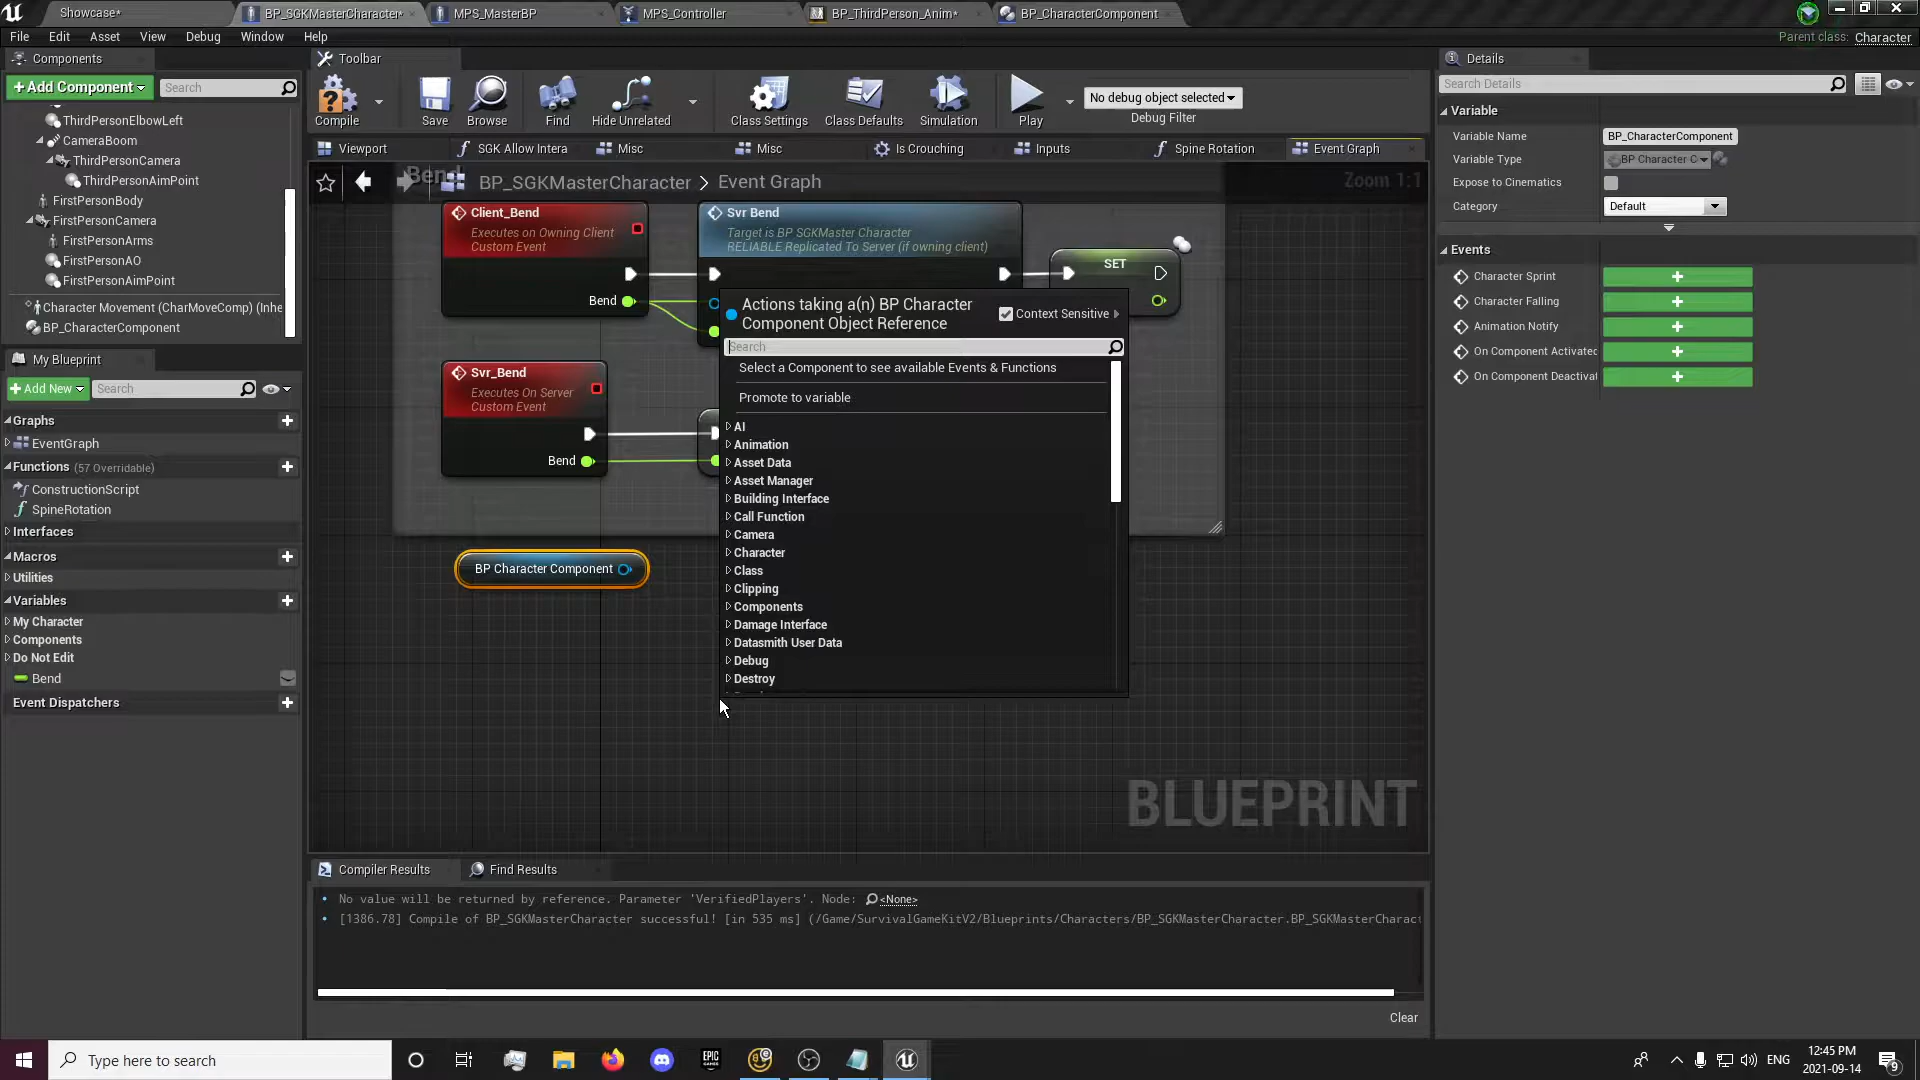 Showcase*
BP_SGKMasterCharacter*
MPS_MasterBP
MPS_Controller
BP_ThirdPerson_Anim*
BP_CharacterComponent
File Edit Asset View Debug Window Help
Parent class: Character
Components
+Add Component
Search
ThirdPersonElbowLeft
CameraBoom
ThirdPersonCamera
ThirdPersonAimPoint
FirstPersonBody
FirstPersonCamera
FirstPersonArms
FirstPersonAO
FirstPersonAimPoint
Character Movement (CharMoveComp) (Inhe
BP_CharacterComponent
My Blueprint
+Add New
Search
Graphs
EventGraph
Functions (57 Overridable)
ConstructionScript
SpineRotation
Interfaces
Macros
Utilities
Variables
My Character
Components
Do Not Edit
Bend
Event Dispatchers
Toolbar
Compile
Save
Browse
Find
Hide Unrelated
Class Settings
Class Defaults
Simulation
Play
No debug object selected
Debug Filter
Viewport
SGK Allow Intera
Misc
Misc
Is Crouching
Inputs
Spine Rotation
Event Graph
Bend
BP_SGKMasterCharacter > Event Graph
Zoom 1:1
Client_Bend
Executes on Owning Client
Custom Event
Bend
Svr Bend
Target is BP SGKMaster Character
RELIABLE Replicated To Server (if owning client)
SET
Svr_Bend
Executes On Server
Custom Event
Bend
BP Character Component
Actions taking a(n) BP Character
Component Object Reference
Context Sensitive
Search
Select a Component to see available Events & Functions
Promote to variable
AI
Animation
Asset Data
Asset Manager
Building Interface
Call Function
Camera
Character
Class
Clipping
Components
Damage Interface
Datasmith User Data
Debug
Destroy
BLUEPRINT
Compiler Results
Find Results
No value will be returned by reference. Parameter 'VerifiedPlayers'. Node: <None>
[1386.78] Compile of BP_SGKMasterCharacter successful! [in 535 ms] (/Game/SurvivalGameKitV2/Blueprints/Characters/BP_SGKMasterCharacter.BP_SGKMasterCharact
Clear
Details
Search Details
Variable
Variable Name BP_CharacterComponent
Variable Type BP Character C
Expose to Cinematics
Category Default
Events
Character Sprint
Character Falling
Animation Notify
On Component Activated
On Component Deactivat
Type here to search
EPIC
ENG
12:45 PM
2021-09-14
9